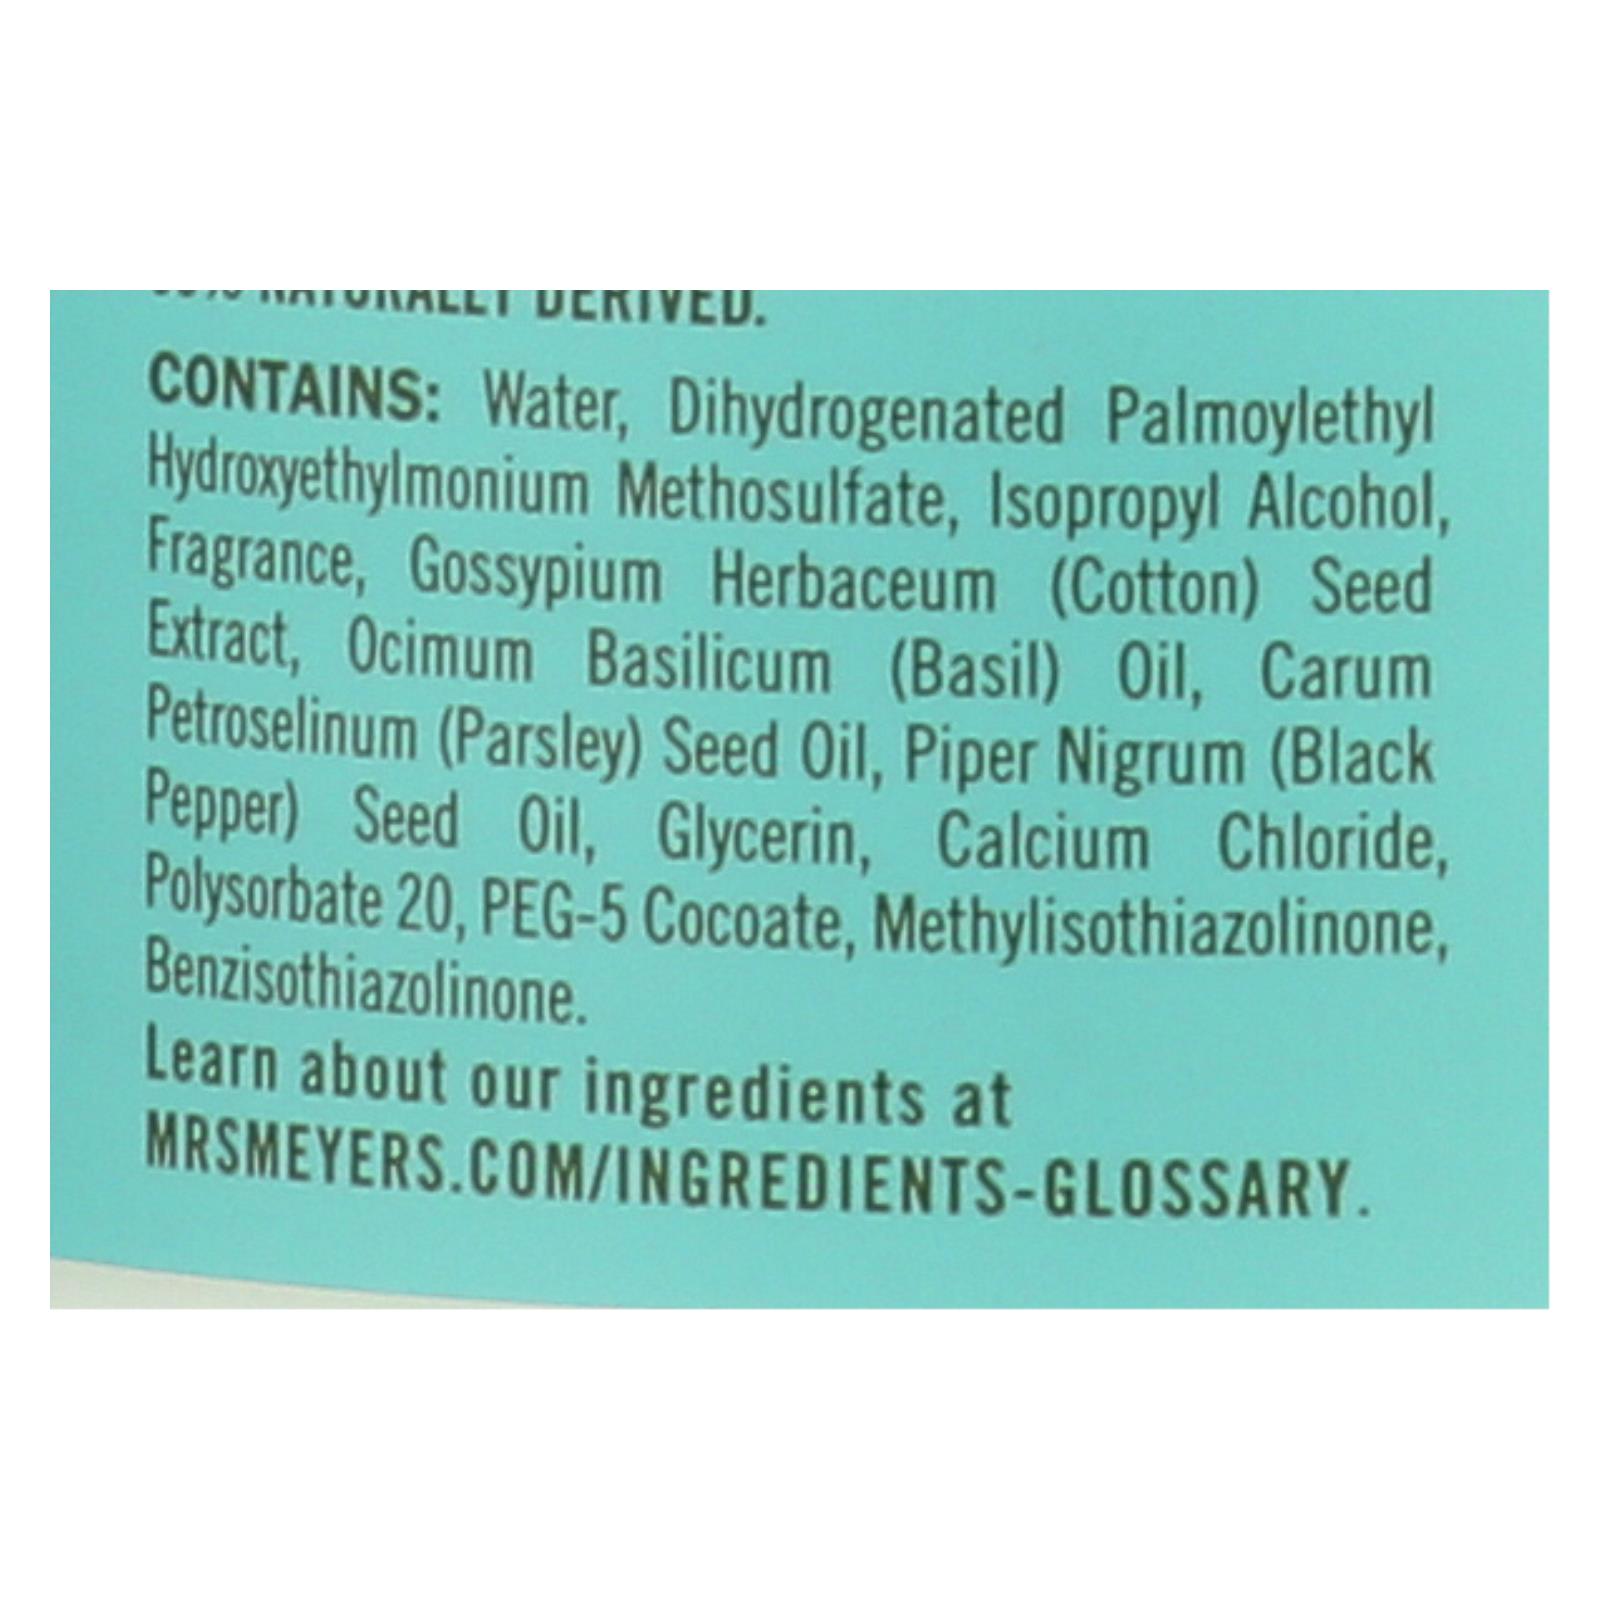 NATURALLY DERIVED.
CONTAINS: Water, Dihydrogenated Palmoylethyl
Hydroxyethylmonium Methosulfate, Isopropyl Alcohol,
Fragrance, Gossypium Herbaceum (Cotton) Seed
Extract, Ocimum Basilicum (Basil) Oil, Carum
Petroselinum (Parsley) Seed Oil, Piper Nigrum (Black
Pepper) Seed Oil, Glycerin, Calcium Chloride,
Polysorbate 20, PEG-5 Cocoate, Methylisothiazolinone,
Benzisothiazolinone.
Learn about our ingredients at
MRSMEYERS.COM/INGREDIENTS-GLOSSARY.